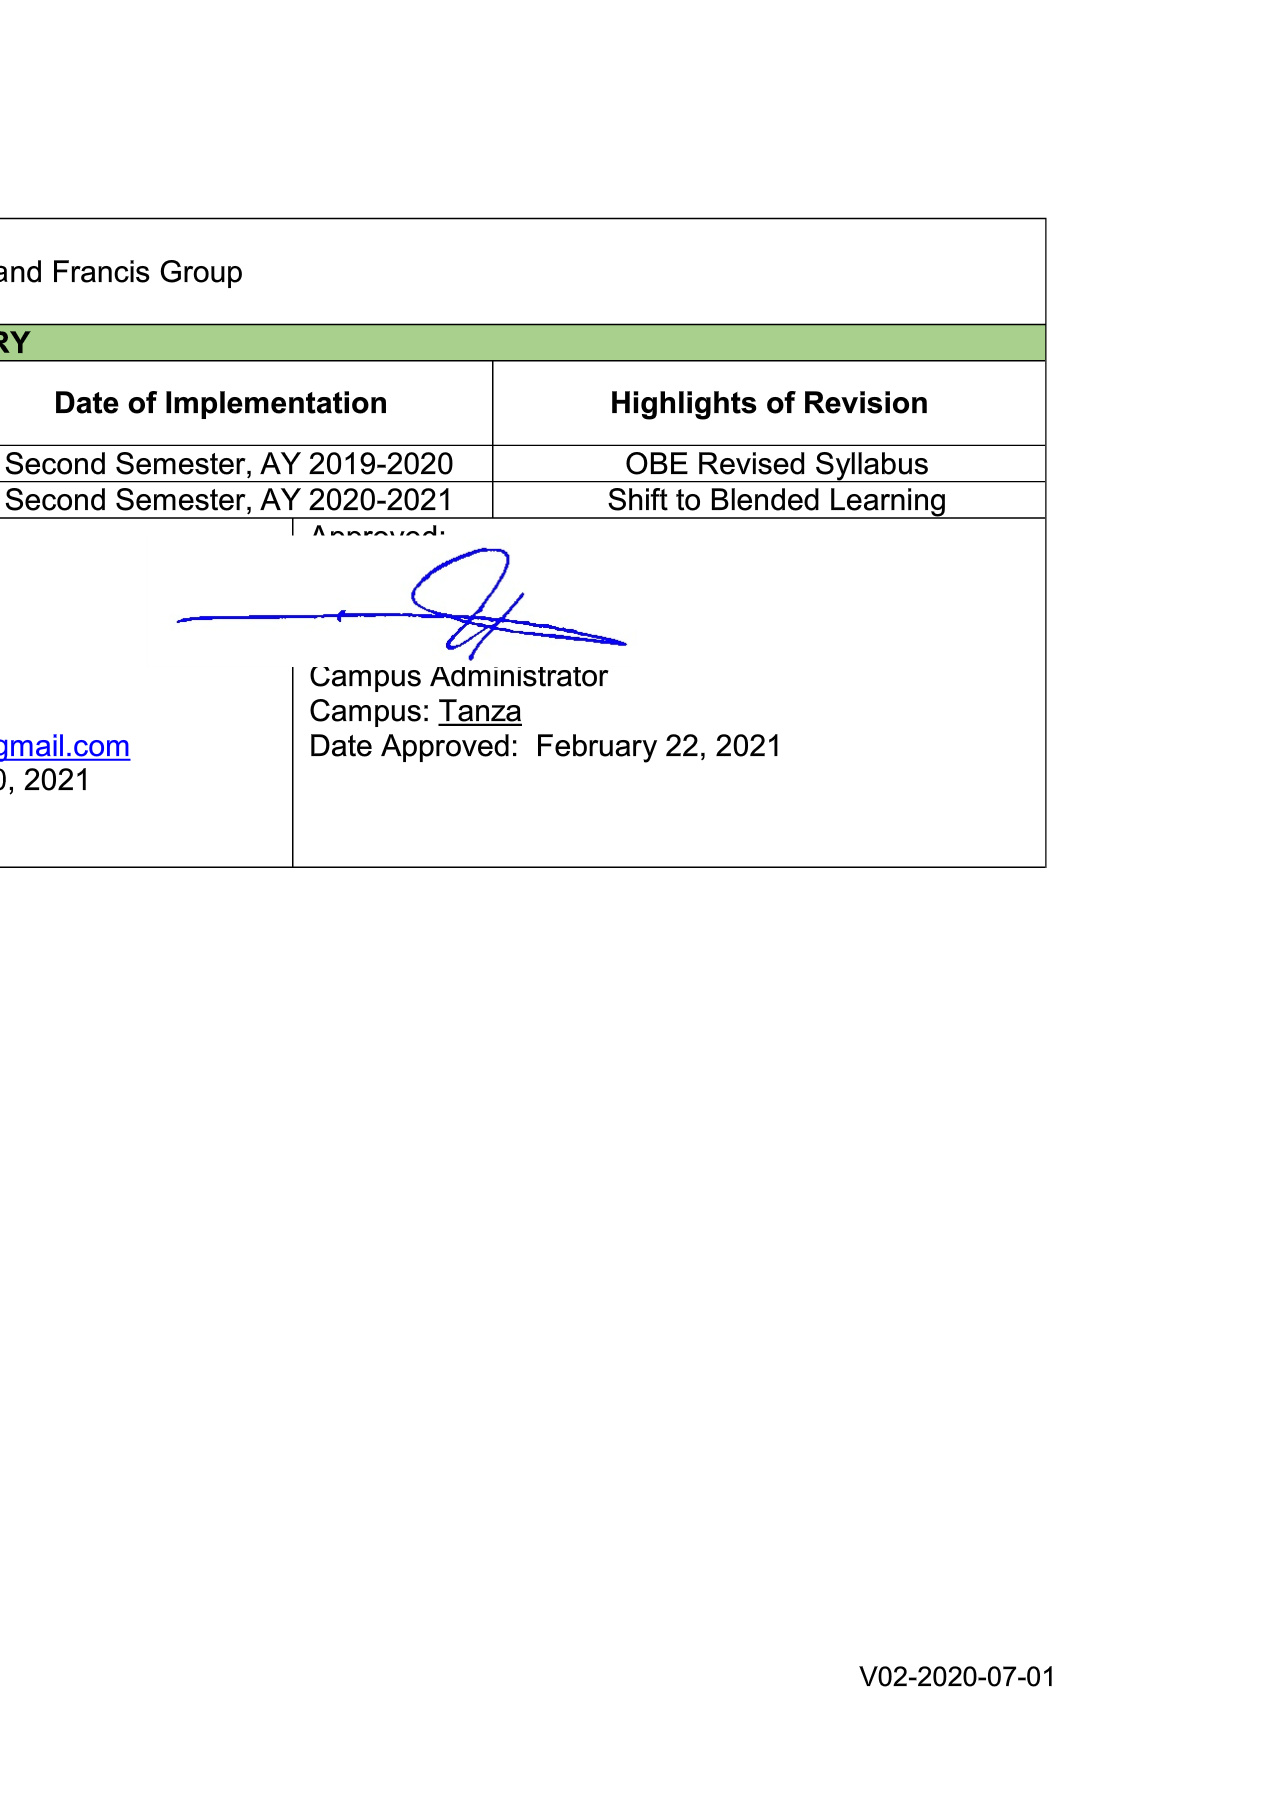 and Francis Group
RY
Date of Implementation Highlights of Revision
Second Semester, AY 2019-2020 OBE Revised Syllabus
Second Semester, AY 2020-2021 Shift to Blended Learning
Approved:
Campus Administrator
Campus: Tanza
gmail.com Date Approved: February 22, 2021
0, 2021
V02-2020-07-01